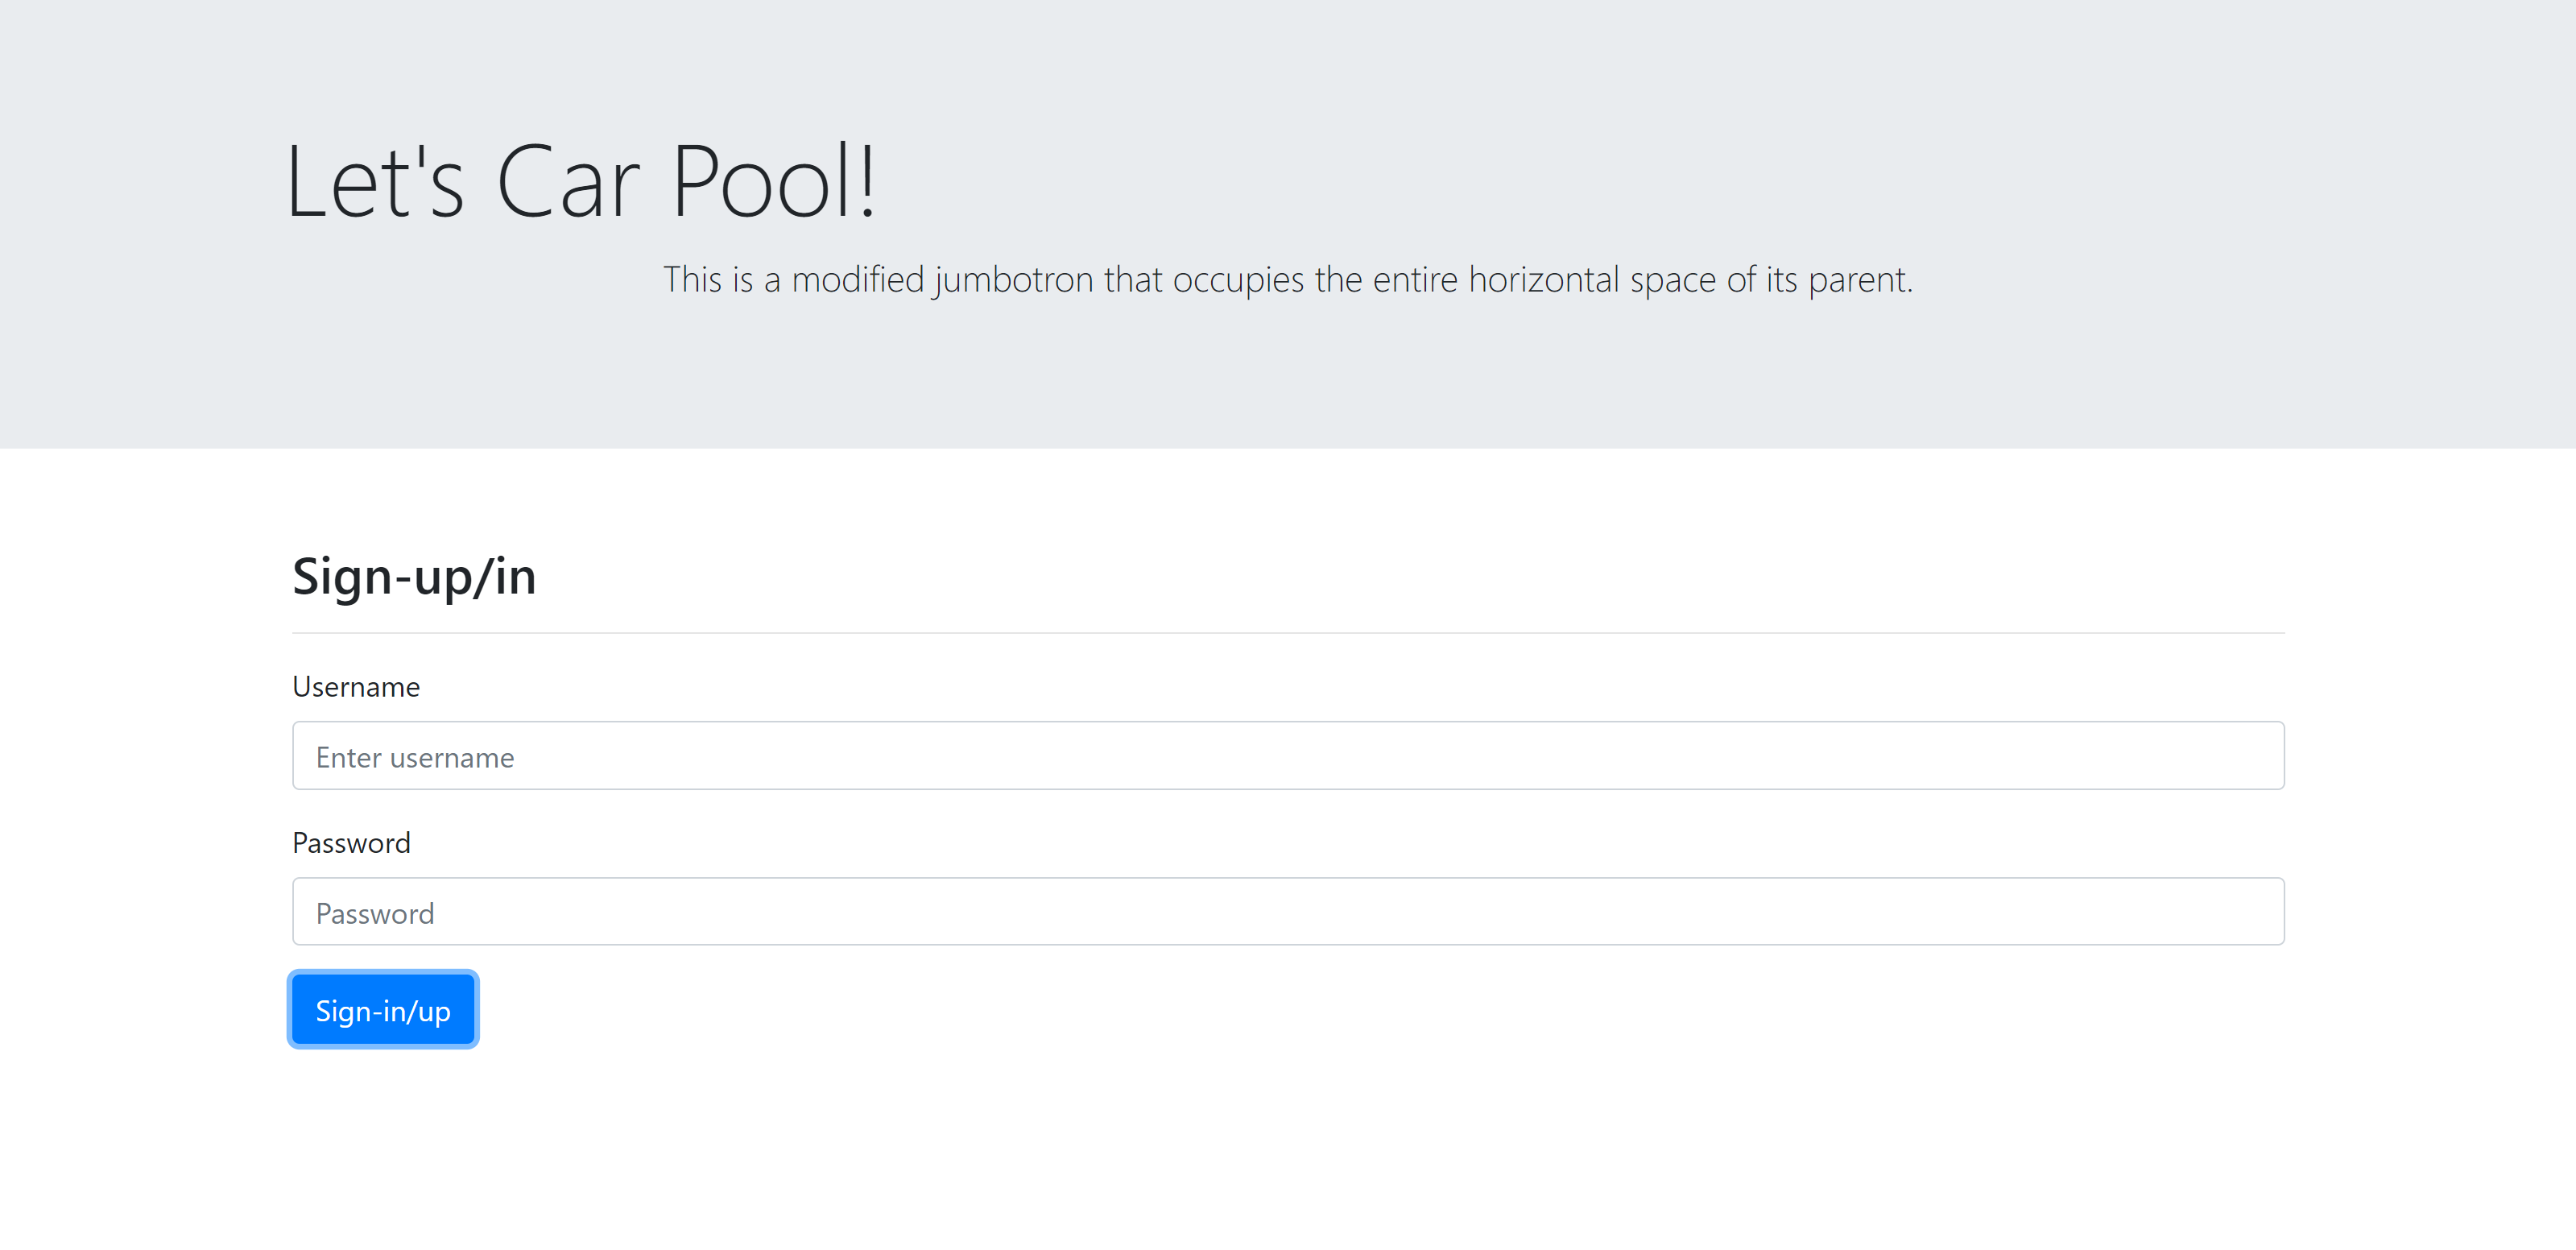 Let's Car Pool!
This is a modified jumbotron that occupies the entire horizontal space of its parent.
Sign-up/in
Username
Enter username
Password
Password
Sign-in/up